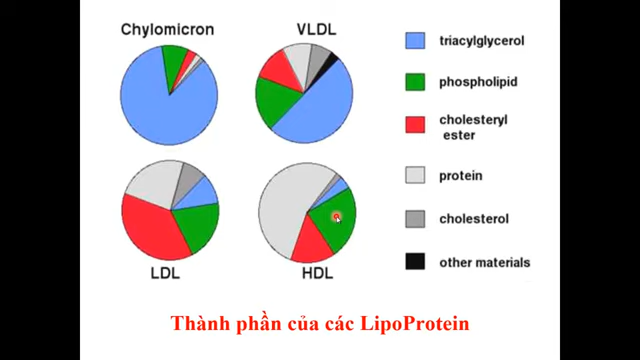 Chylomicron
VLDL
triacylglycerol
phospholipid
cholesteryl
ester
protein
cholesterol
other materials
LDL
HDL
Thành phần của các LipoProtein